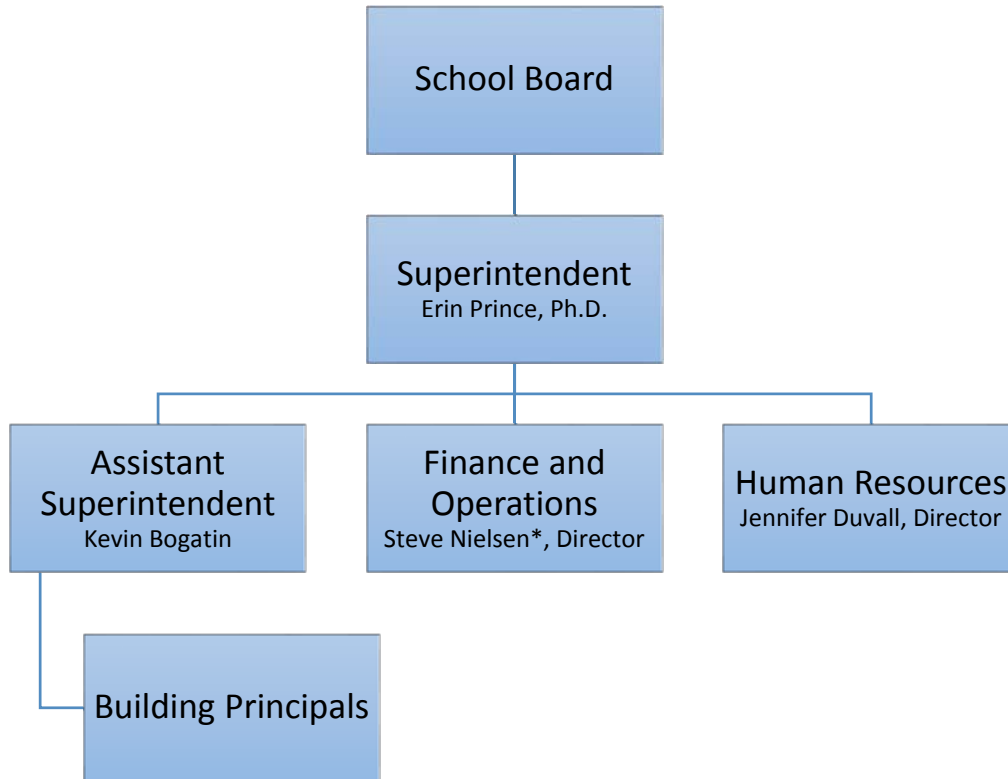 School Board
Superintendent
Erin Prince, Ph.D.
Assistant
Superintendent
Kevin Bogatin
Finance and
Operations
Steve Nielsen*, Director
Human Resources
Jennifer Duvall, Director
Building Principals